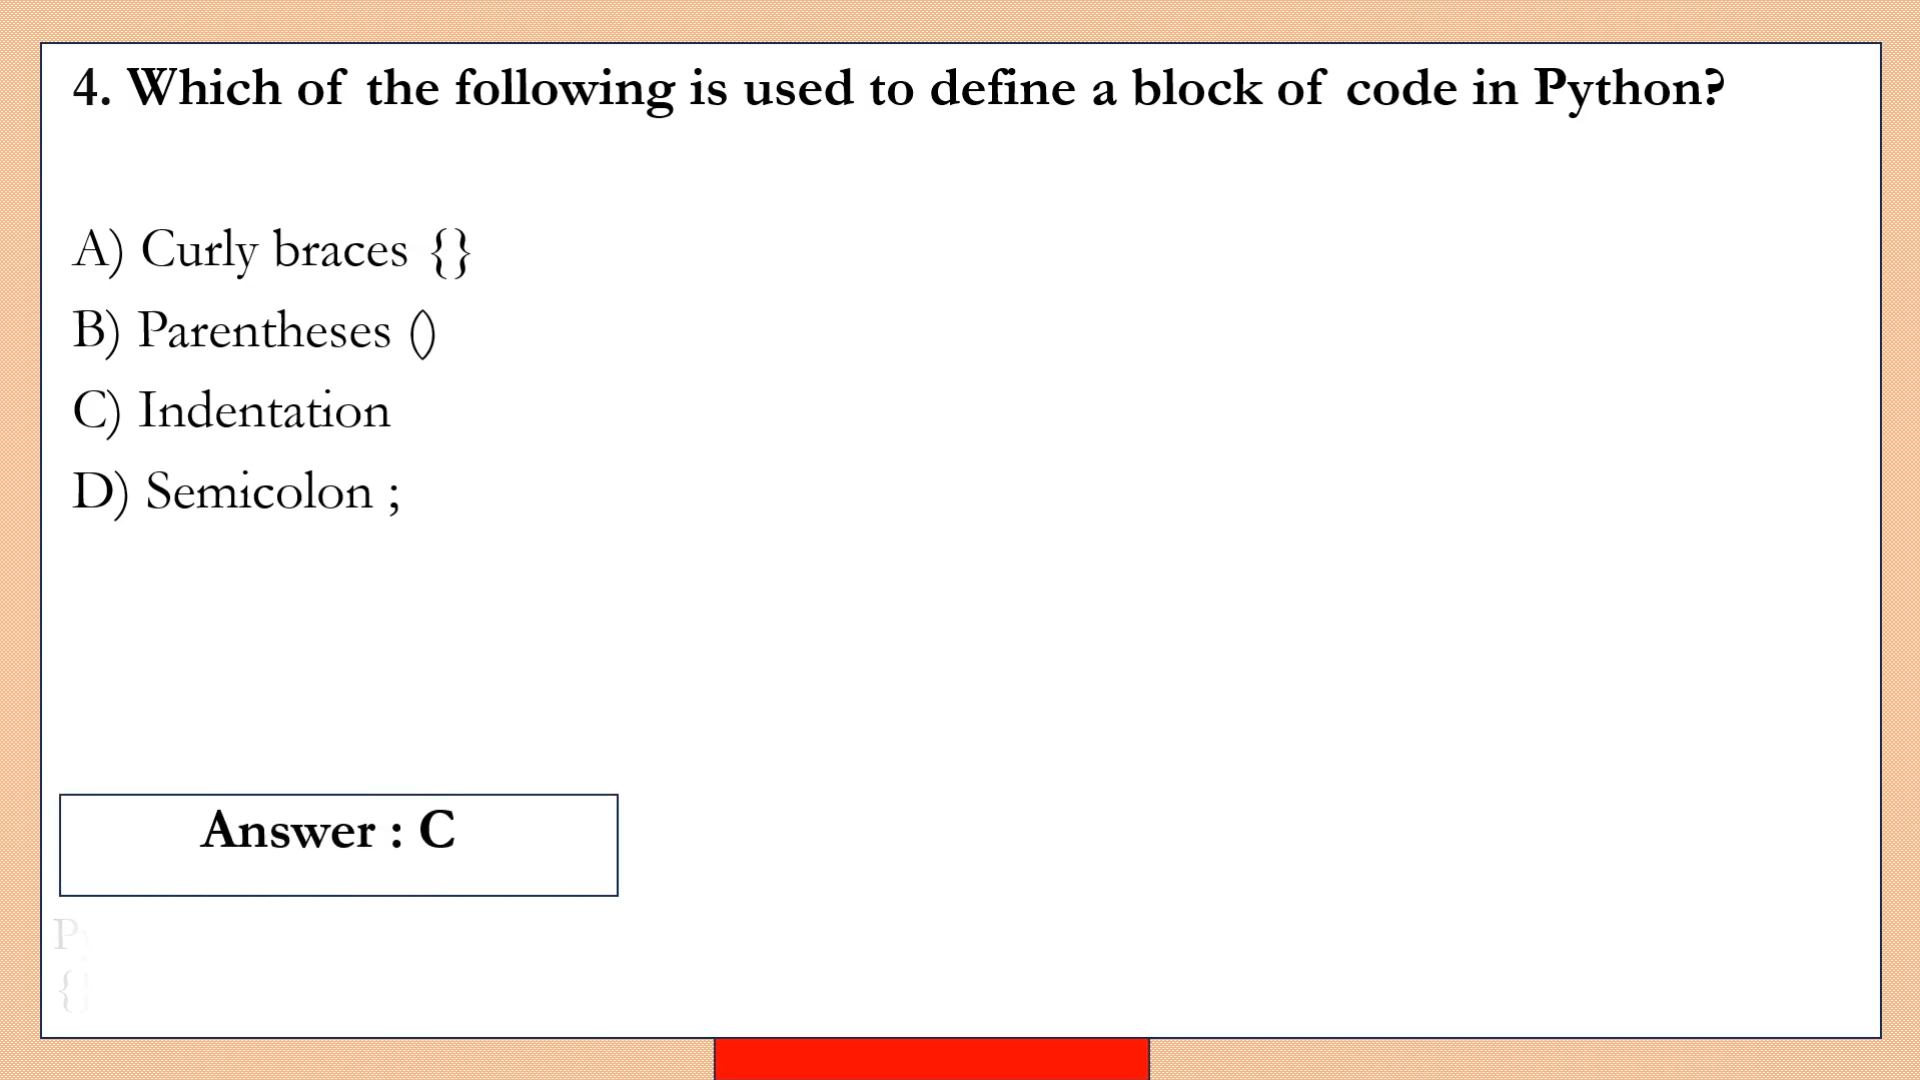 4. Which of the following is used to define a block of code in Python?
A) Curly braces {}
B) Parentheses ()
C) Indentation
D) Semicolon ;
Answer : C
{}